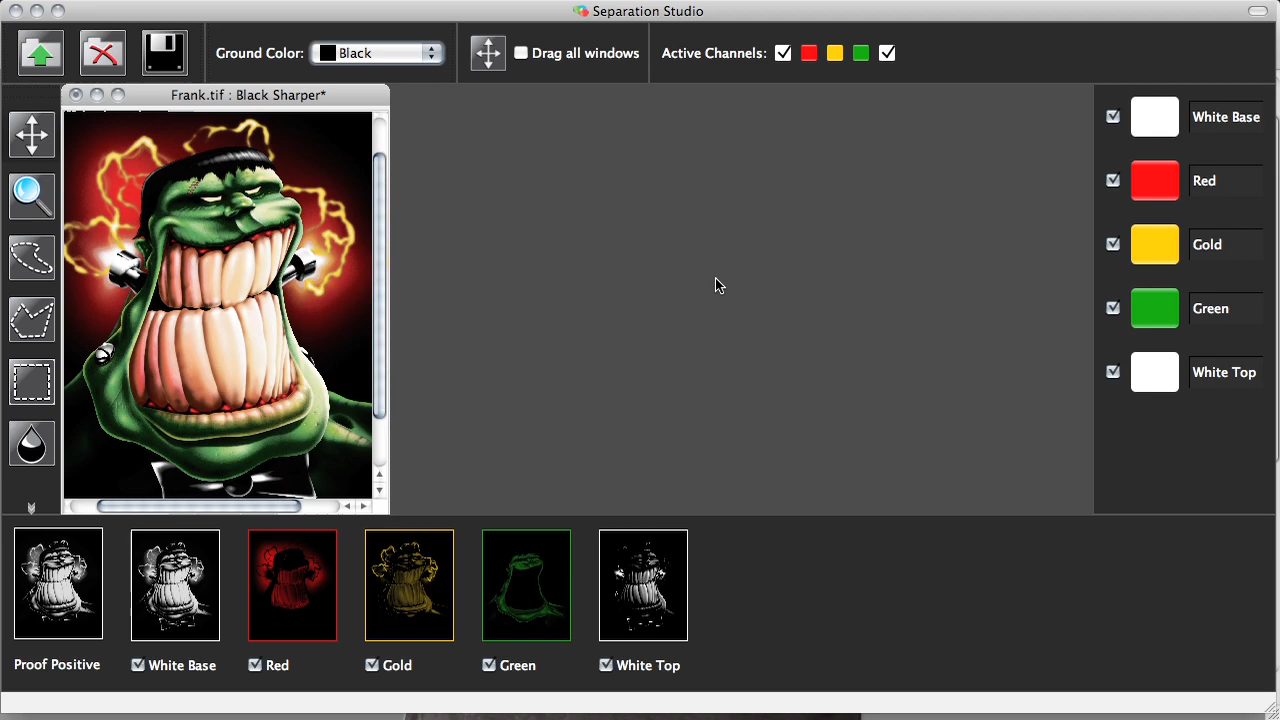 Separation Studio
Ground Color: Black
Drag all windows
Active Channels:
Frank.tif : Black Sharper*
White Base
Red
Gold
Green
White Top
Proof Positive
White Base
Red
Gold
Green
White Top